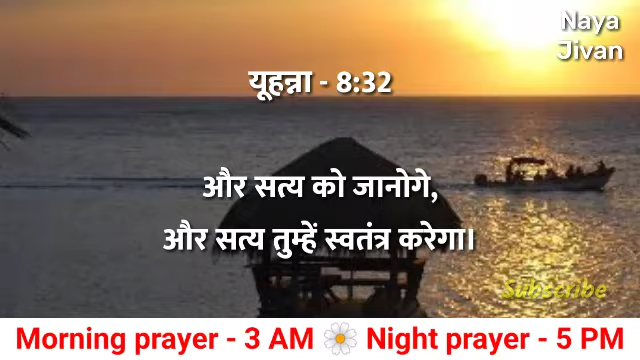 Naya
Jivan
यूहन्ना - 8:32
और सत्य को जानोगे,
और सत्य तुम्हें स्वतंत्र करेगा।
Subscribe
Morning prayer - 3 AM 🌼 Night prayer - 5 PM